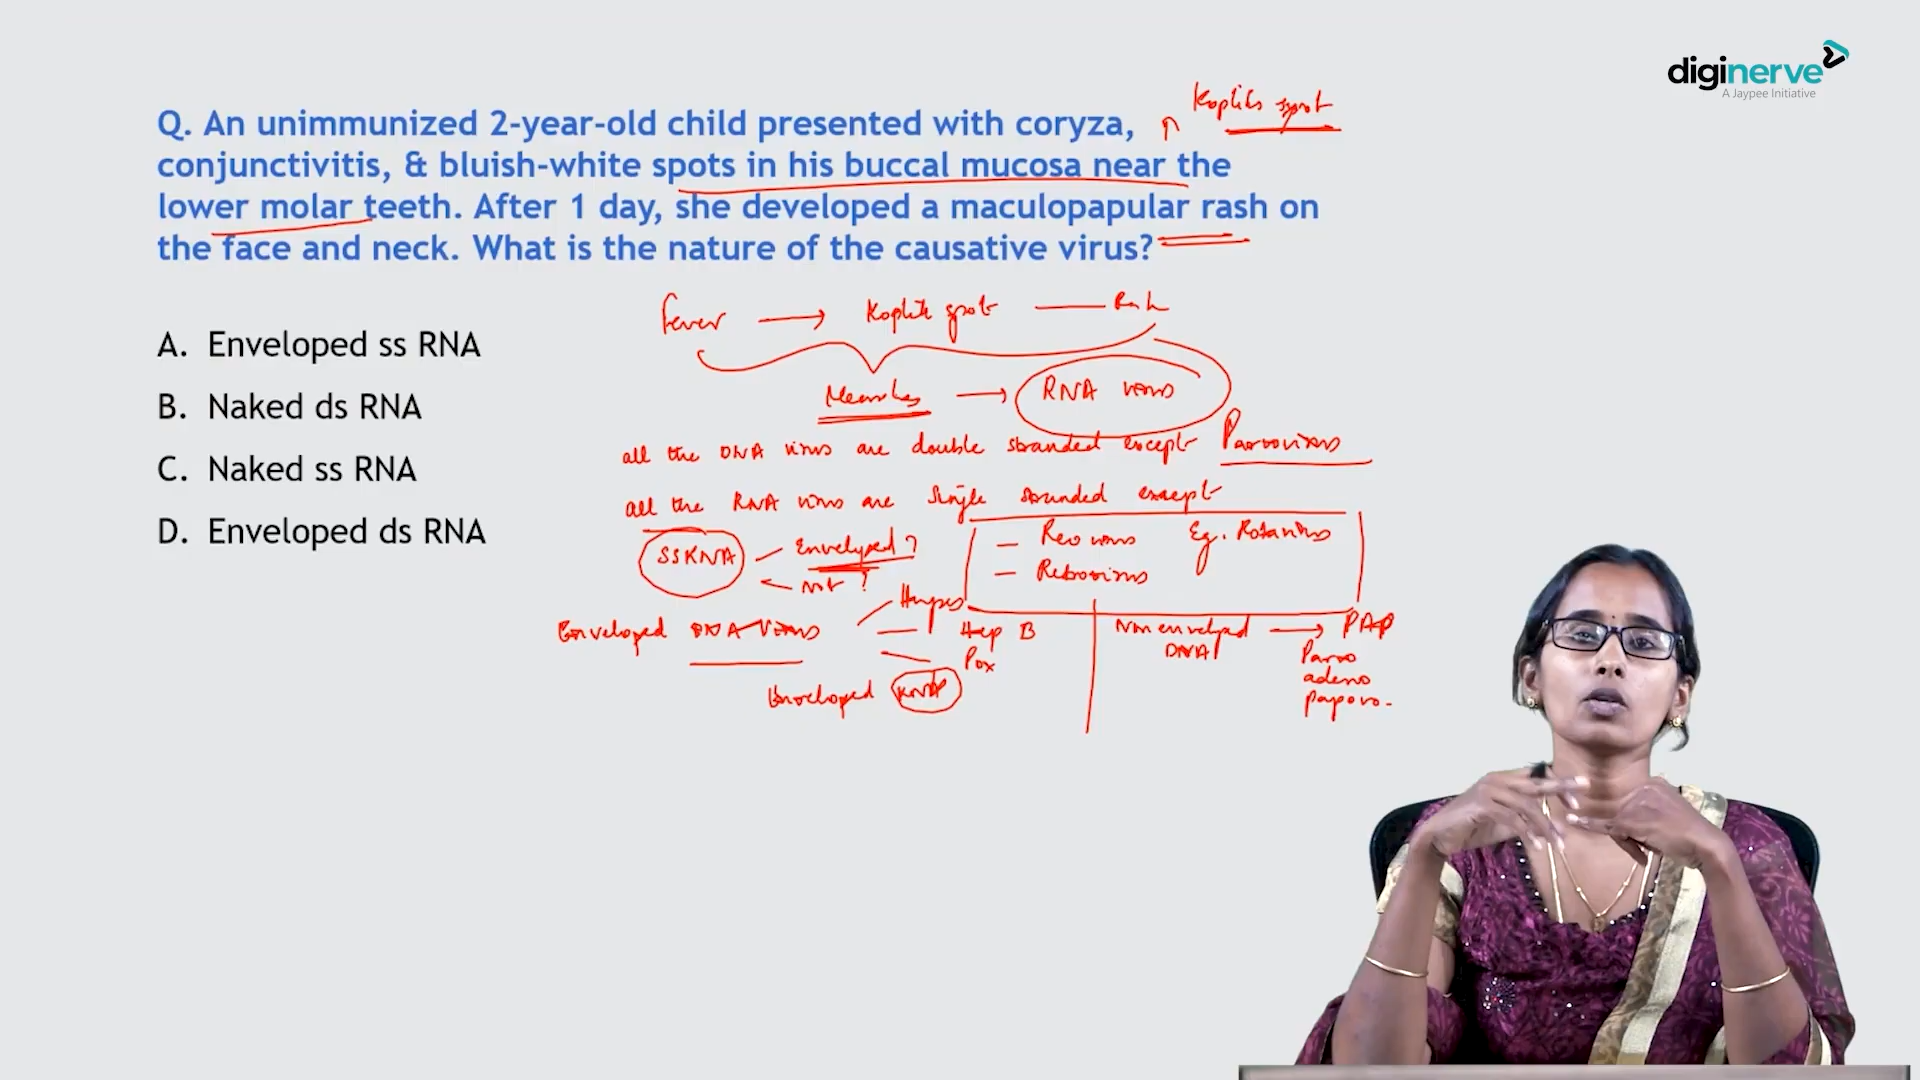 diginerve
A Jaypee Initiative
Koplik's spot
Q. An unimmunized 2-year-old child presented with coryza,
conjunctivitis, & bluish-white spots in his buccal mucosa near the
lower molar teeth. After 1 day, she developed a maculopapular rash on
the face and neck. What is the nature of the causative virus?
A. Enveloped ss RNA
B. Naked ds RNA
C. Naked ss RNA
D. Enveloped ds RNA
Fever → Koplik spot — Rash
Measles → RNA virus
all the DNA virus are double stranded except Parvovirus
all the RNA virus are single stranded except
— Reo virus Eg. Rotavirus
— Retrovirus
SSRNA
Enveloped?
Not?
Enveloped DNA Virus
Herpes
Hep B
Pox
Enveloped RNA
Non enveloped DNA → PAP
Parvo
adeno
papova.